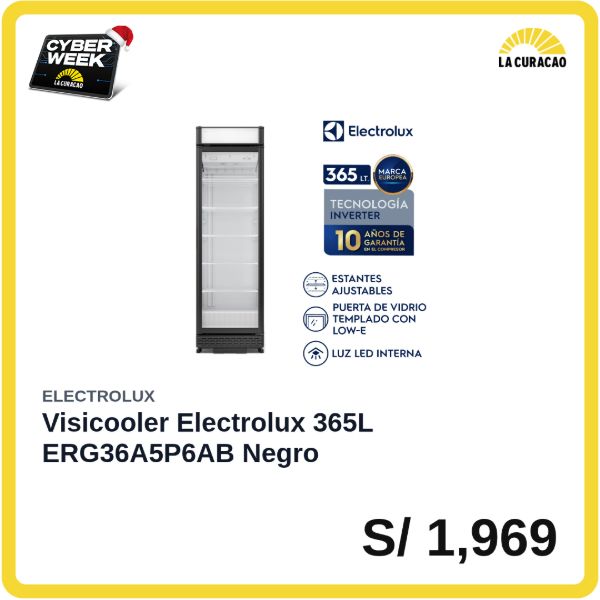 CYBER
WEEK
LA CURACAO
LA CURACAO
Electrolux
365 LT.
MARCA
EUROPEA
TECNOLOGÍA
INVERTER
10 AÑOS DE
GARANTÍA
EN EL COMPRESOR
ESTANTES
AJUSTABLES
PUERTA DE VIDRIO
TEMPLADO CON
LOW-E
LUZ LED INTERNA
ELECTROLUX
Visicooler Electrolux 365L
ERG36A5P6AB Negro
S/ 1,969